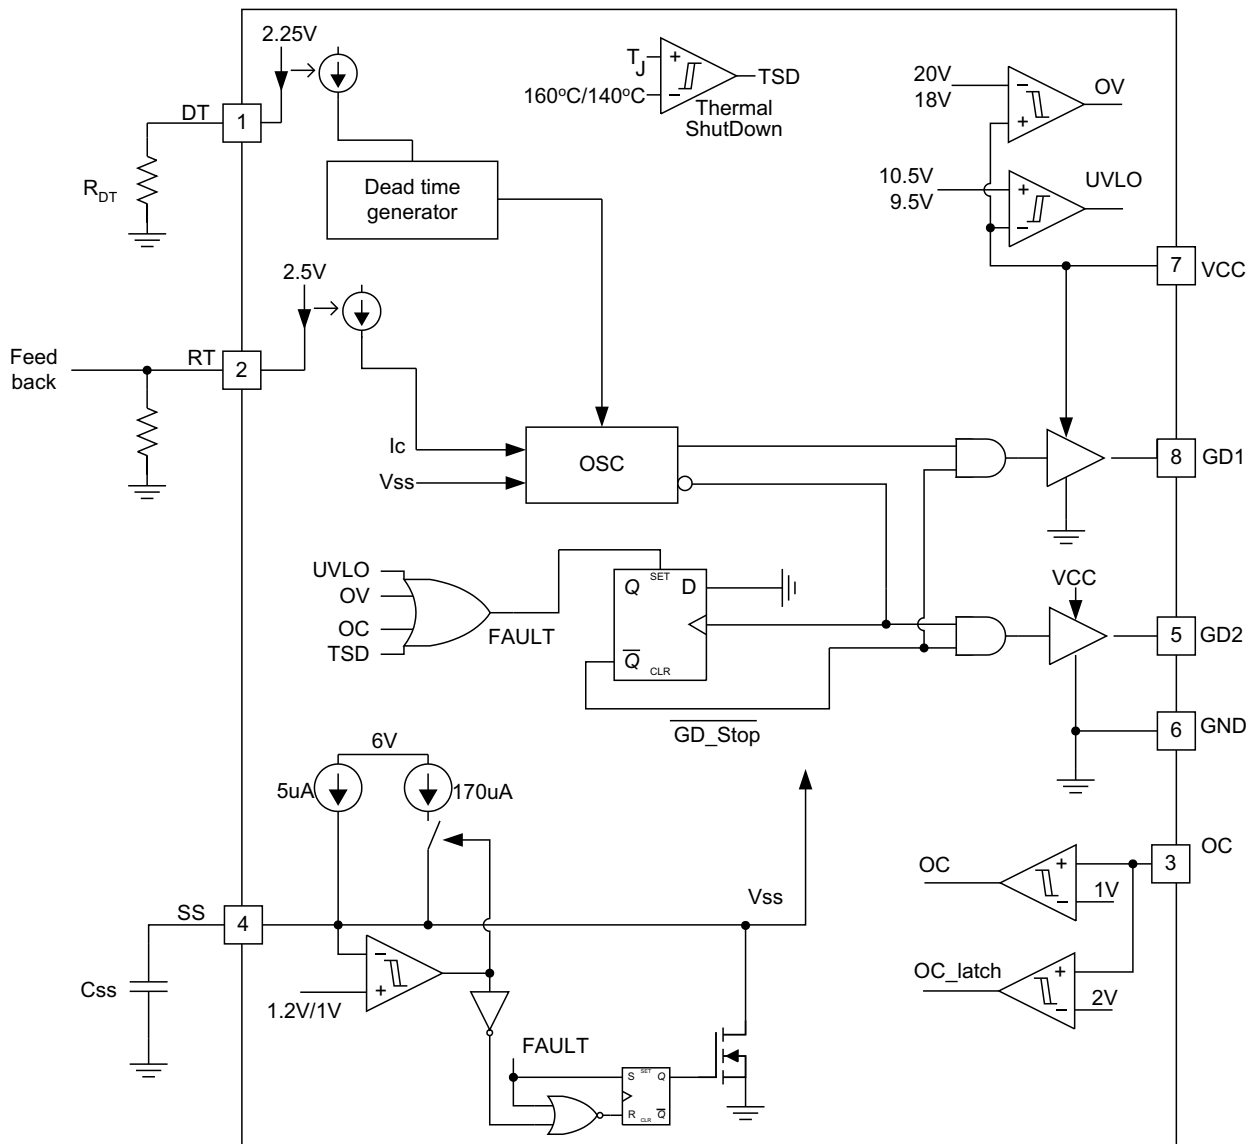 2.25V
DT
1
R_DT
Dead time
generator
T_J
+
160°C/140°C
−
TSD
Thermal
ShutDown
20V
18V
−
+
OV
10.5V
9.5V
+
−
UVLO
7
VCC
2.5V
Feed
back
RT
2
Ic
Vss
OSC
8
GD1
UVLO
OV
OC
TSD
FAULT
Q
SET
D
Q̅
CLR
GD_Stop
VCC
5
GD2
6
GND
6V
5uA
170uA
Vss
SS
4
Css
−
+
1.2V/1V
FAULT
S
SET
Q
R
CLR
Q̅
OC
3
OC
+
−
1V
OC_latch
+
−
2V